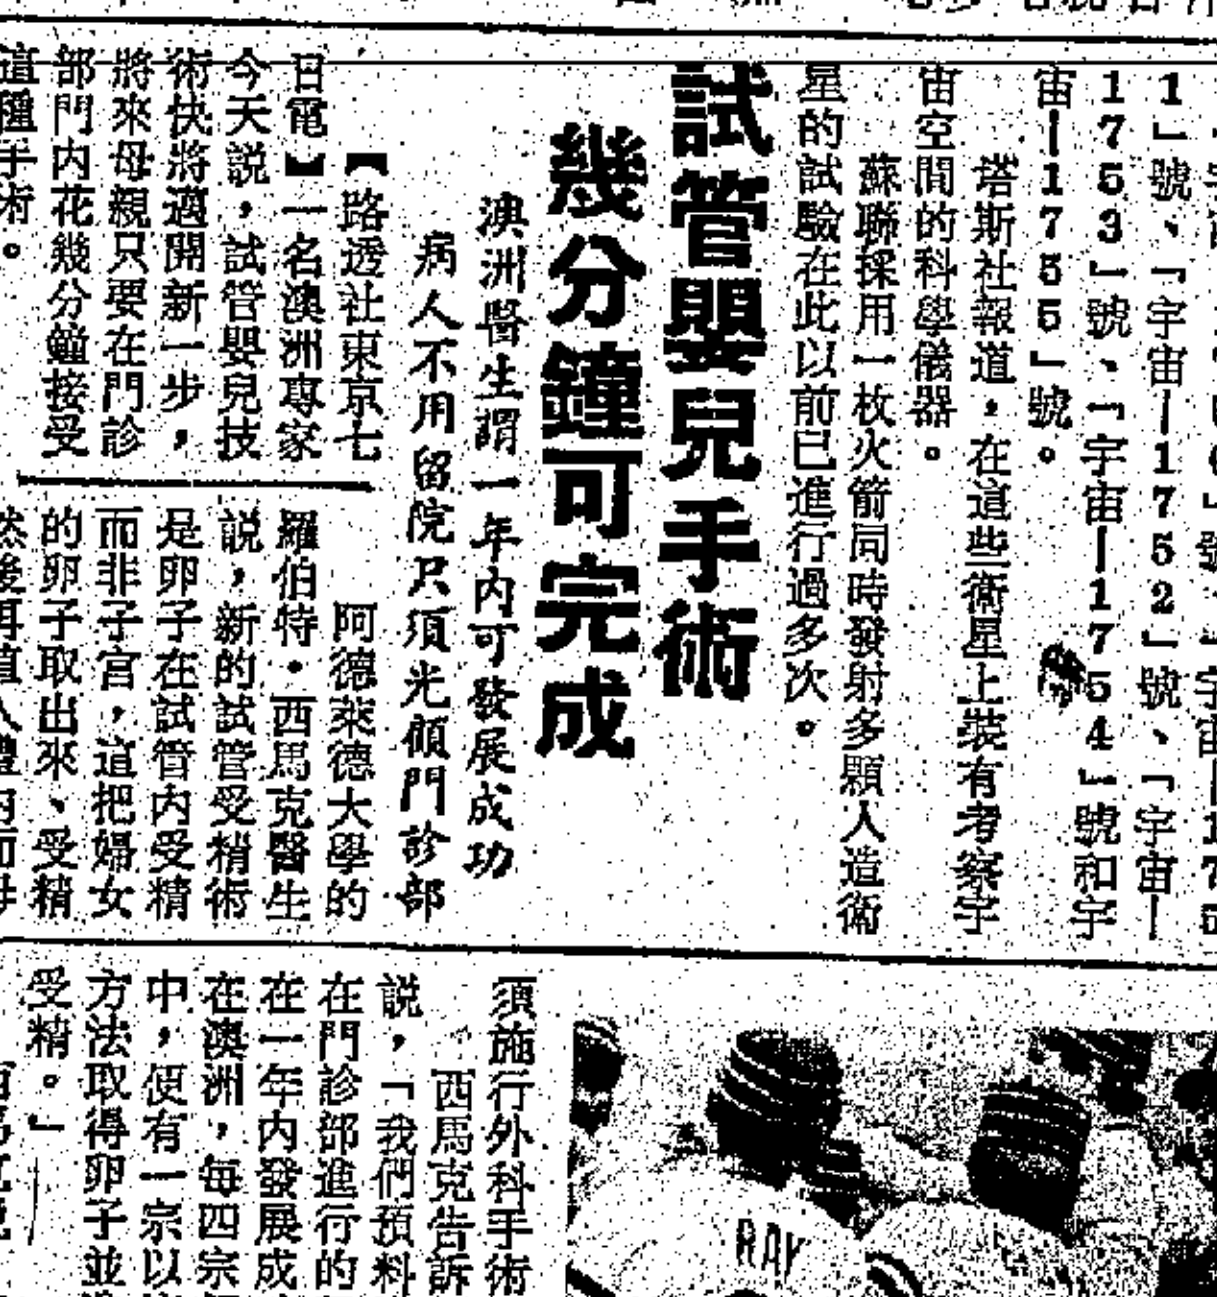 1」號、「宇宙—1752」號、「宇宙—
1753」號、「宇宙—1754」號和宇
宙—1755」號。
塔斯社報道，在這些衞星上裝有考察宇
宙空間的科學儀器。
蘇聯採用一枚火箭同時發射多顆人造衞
星的試驗在此以前已進行過多次。
試管嬰兒手術
幾分鐘可完成
澳洲醫生謂一年内可發展成功
病人不用留院只須光顧門診部
【路透社東京七
日電】一名澳洲專家
今天説，試管嬰兒技
術快將邁開新一步，
將來母親只要在門診
部門内花幾分鐘接受
這種手術。
阿德萊德大學的
羅伯特・西馬克醫生
説，新的試管受精術
是卵子在試管内受精
而非子宮，這把婦女
的卵子取出來、受精
須施行外科手術
西馬克告訴
説，「我們預料
在門診部進行的
在一年内發展成
在澳洲，每四宗
中，便有一宗以
方法取得卵子並
受精。」
RAY